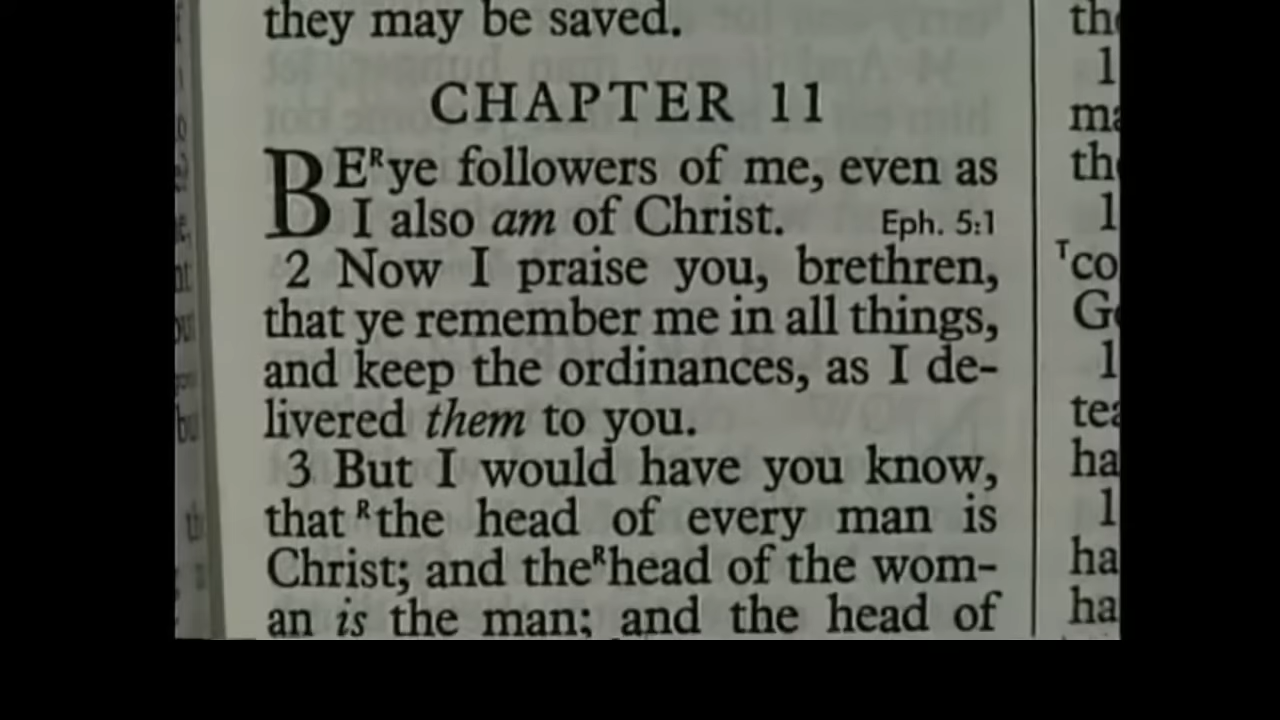 they may be saved.
CHAPTER 11
BE ᴿye followers of me, even as
I also am of Christ. Eph. 5:1
2 Now I praise you, brethren,
that ye remember me in all things,
and keep the ordinances, as I de-
livered them to you.
3 But I would have you know,
that ᴿthe head of every man is
Christ; and the ᴿhead of the wom-
an is the man; and the head of